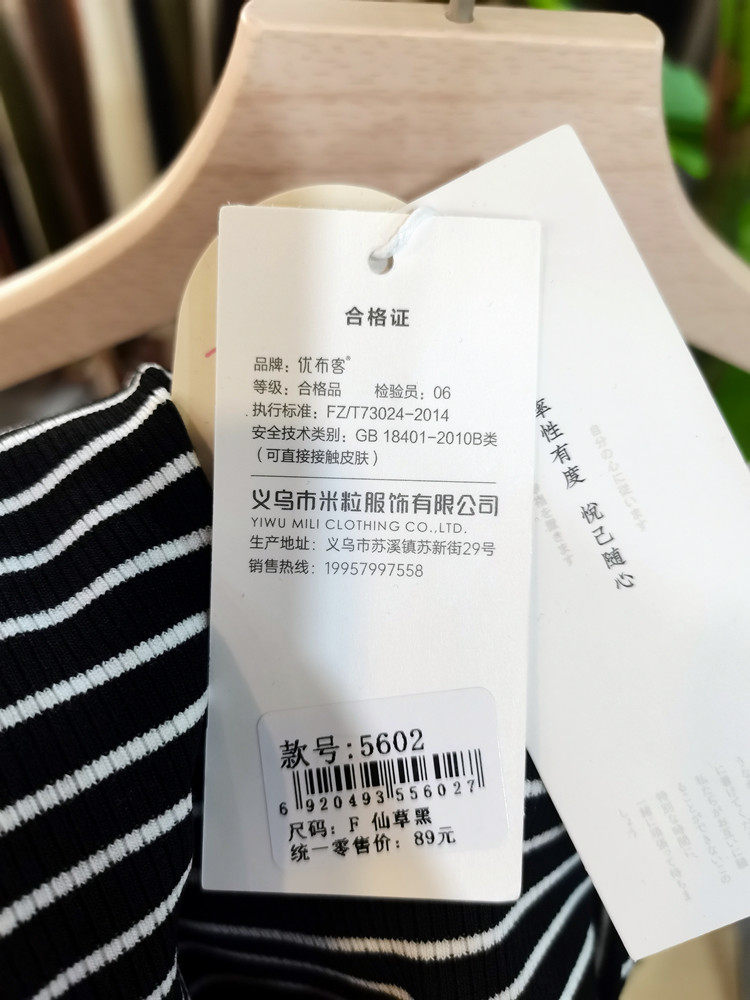 合格证
品牌：优布客®
等级：合格品 检验员：06
执行标准：FZ/T73024-2014
安全技术类别：GB 18401-2010B类
（可直接接触皮肤）
义乌市米粒服饰有限公司
YIWU MILI CLOTHING CO.,LTD.
生产地址：义乌市苏溪镇苏新街29号
销售热线：19957997558
款号:5602
6 920493 556027
尺码：F 仙草黑
统一零售价：89元
率性有度 悦己随心